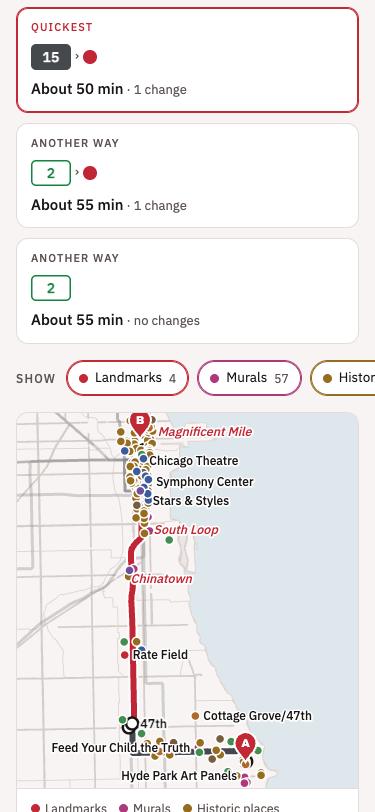 QUICKEST
15 ›
About 50 min · 1 change
ANOTHER WAY
2 ›
About 55 min · 1 change
ANOTHER WAY
2
About 55 min · no changes
SHOW Landmarks 4 Murals 57 Histor
B
Magnificent Mile
Chicago Theatre
Symphony Center
Stars & Styles
South Loop
Chinatown
Rate Field
Cottage Grove/47th
47th
A
Feed Your Child the Truth
Hyde Park Art Panels
Landmarks Murals Historic places